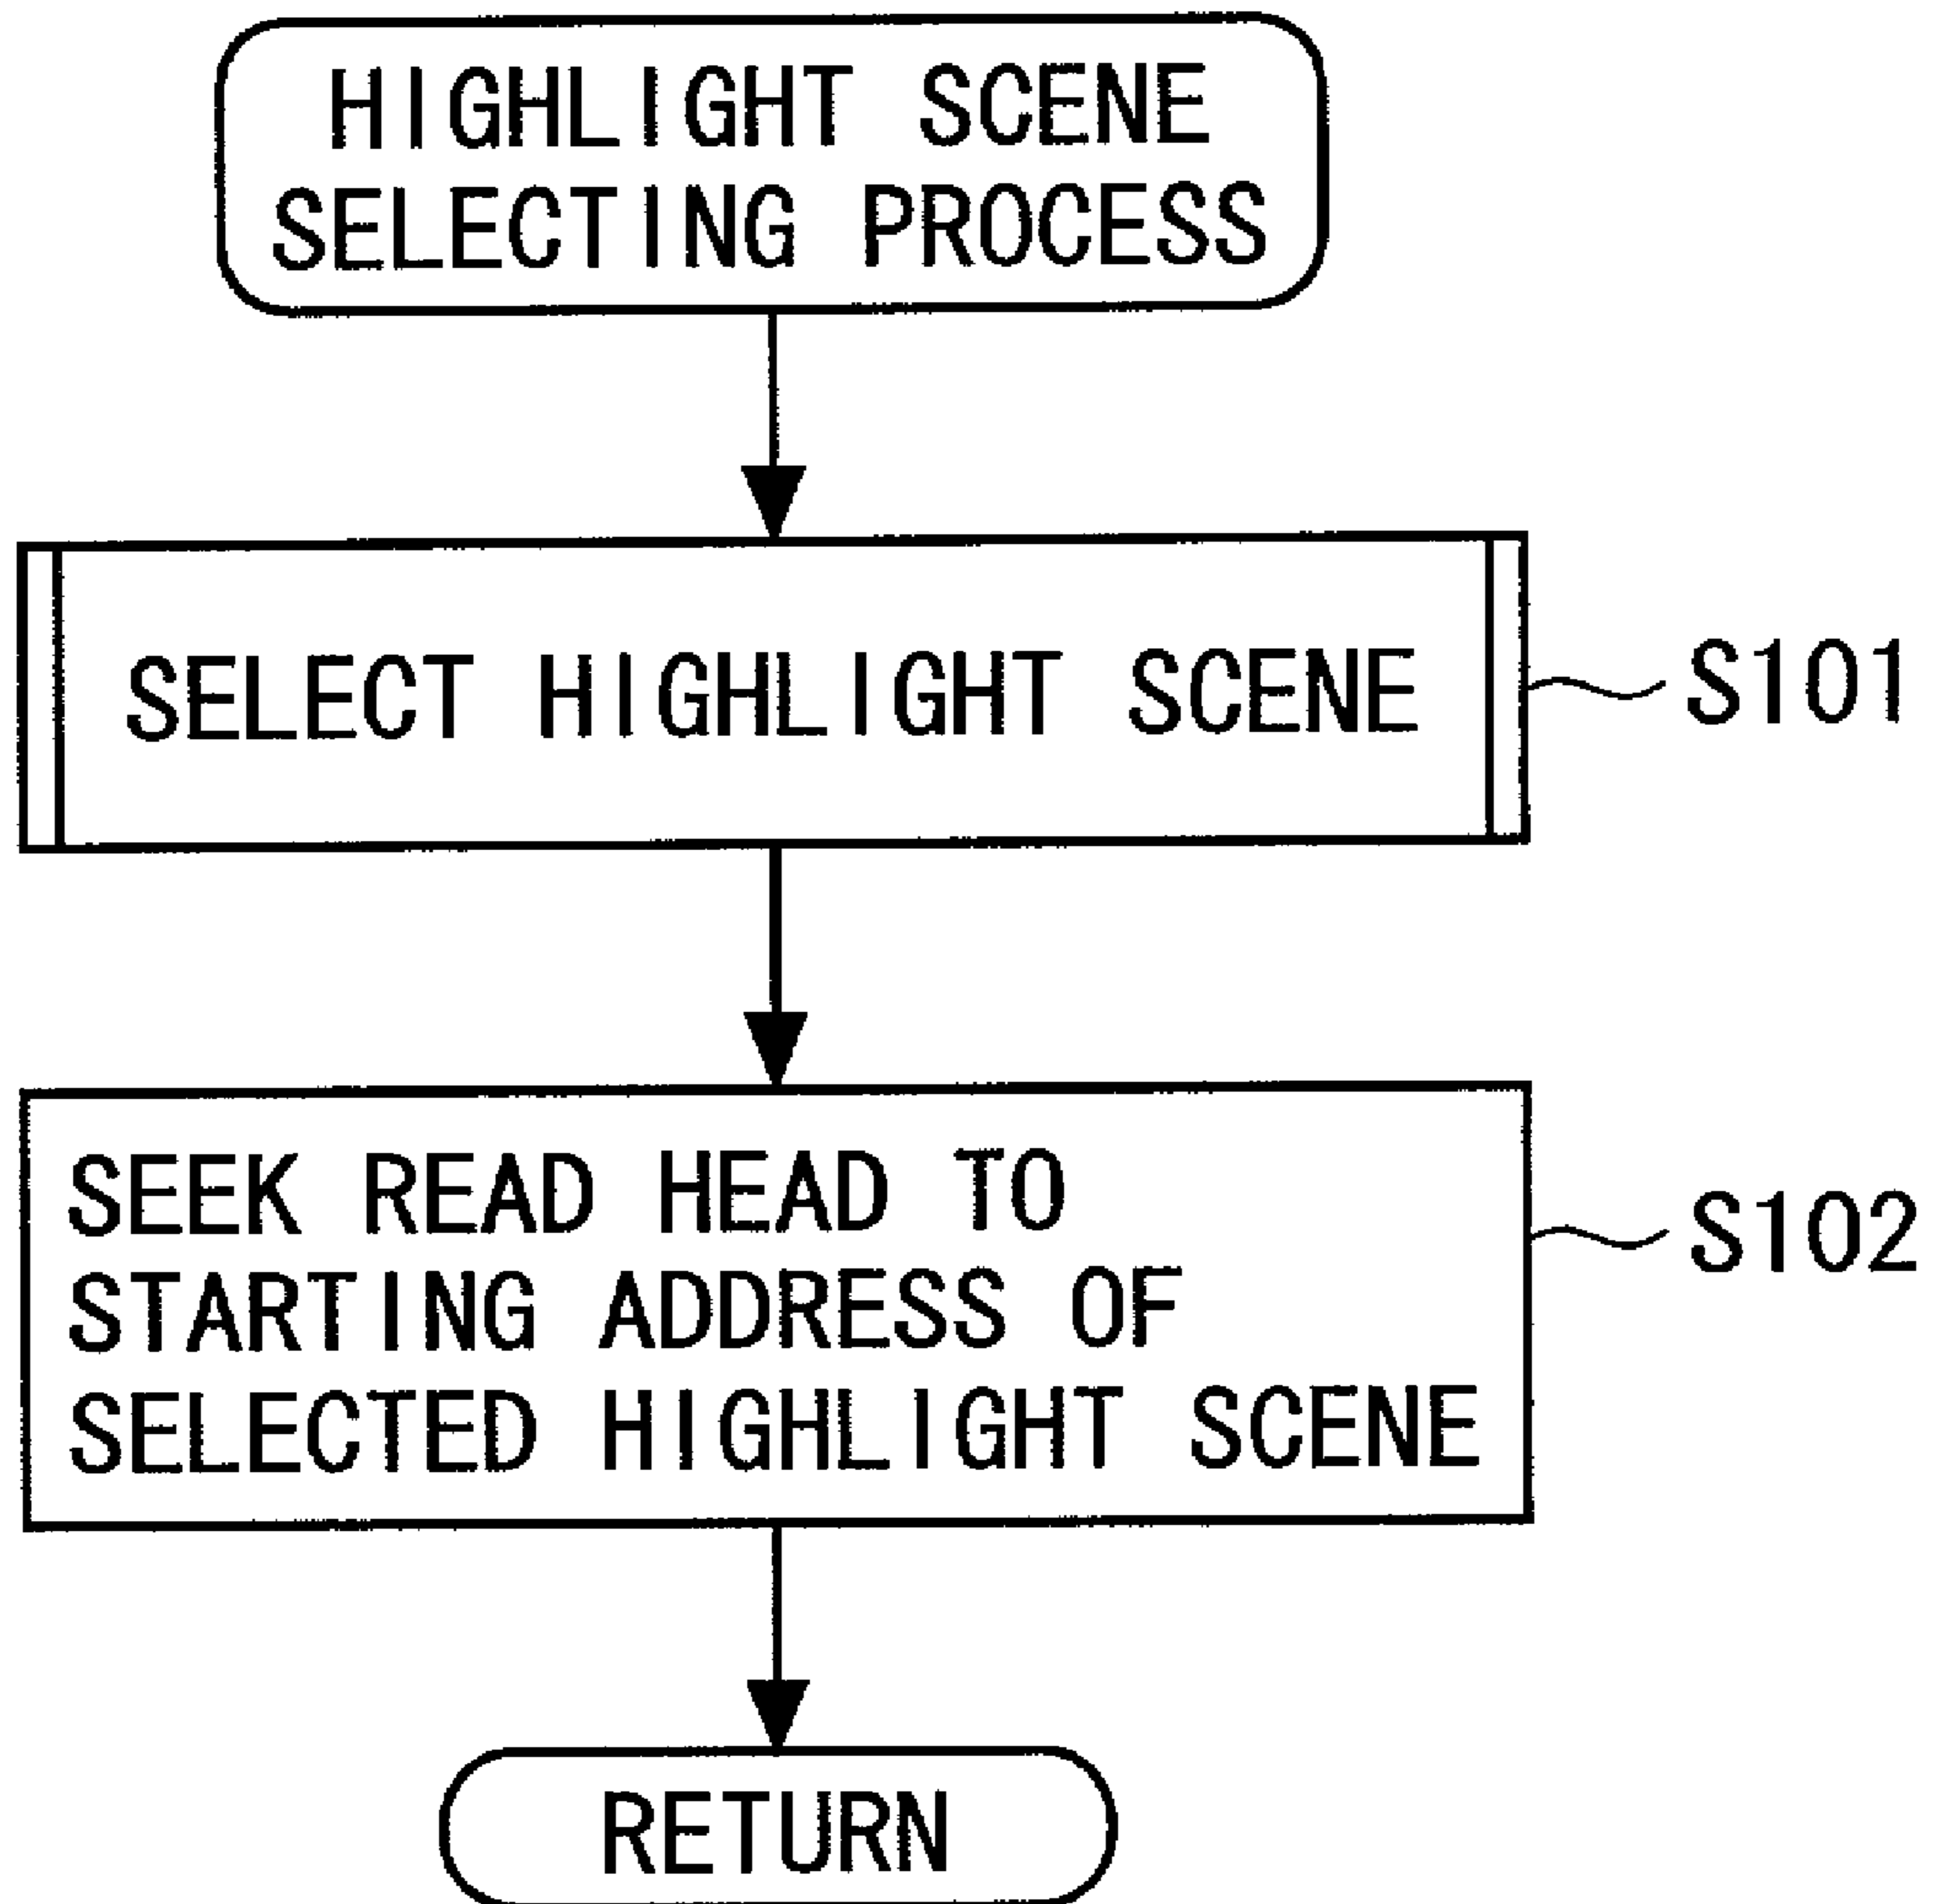 HIGHLIGHT SCENE
SELECTING PROCESS
SELECT HIGHLIGHT SCENE
S101
SEEK READ HEAD TO
STARTING ADDRESS OF
SELECTED HIGHLIGHT SCENE
S102
RETURN